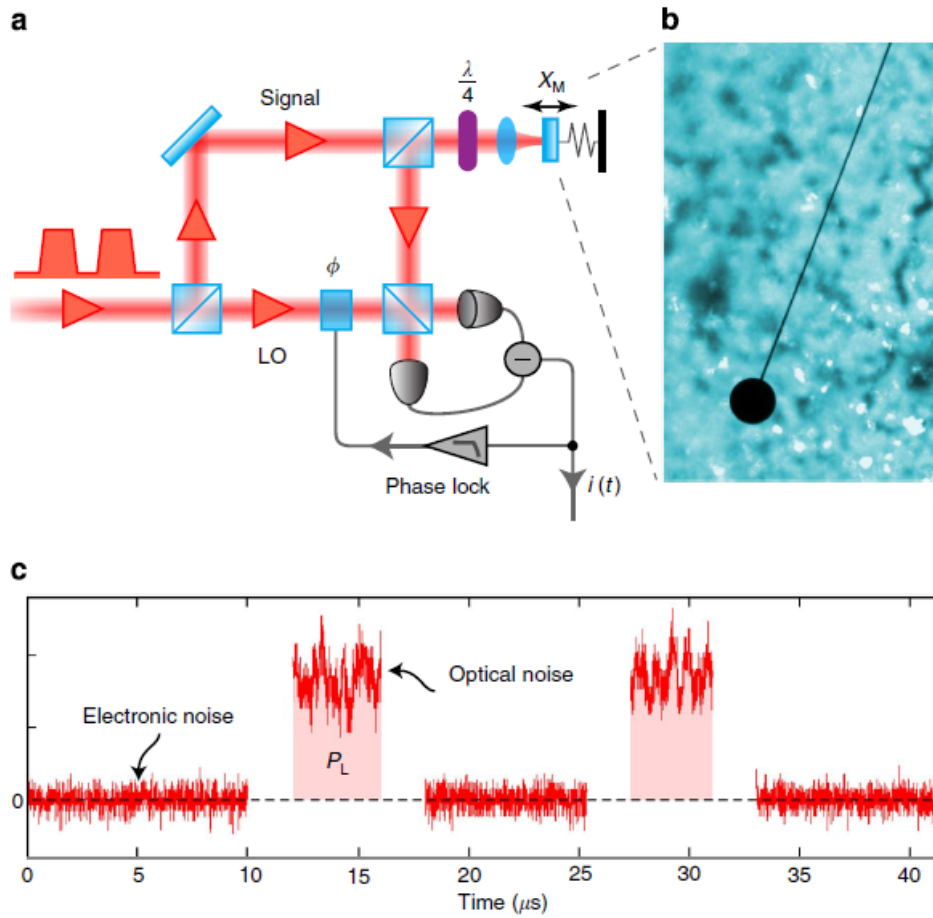 a
b
Signal
λ/4
X_M
ϕ
LO
−
Phase lock
i (t)
c
Optical noise
Electronic noise
P_L
0
0 5 10 15 20 25 30 35 40
Time (μs)